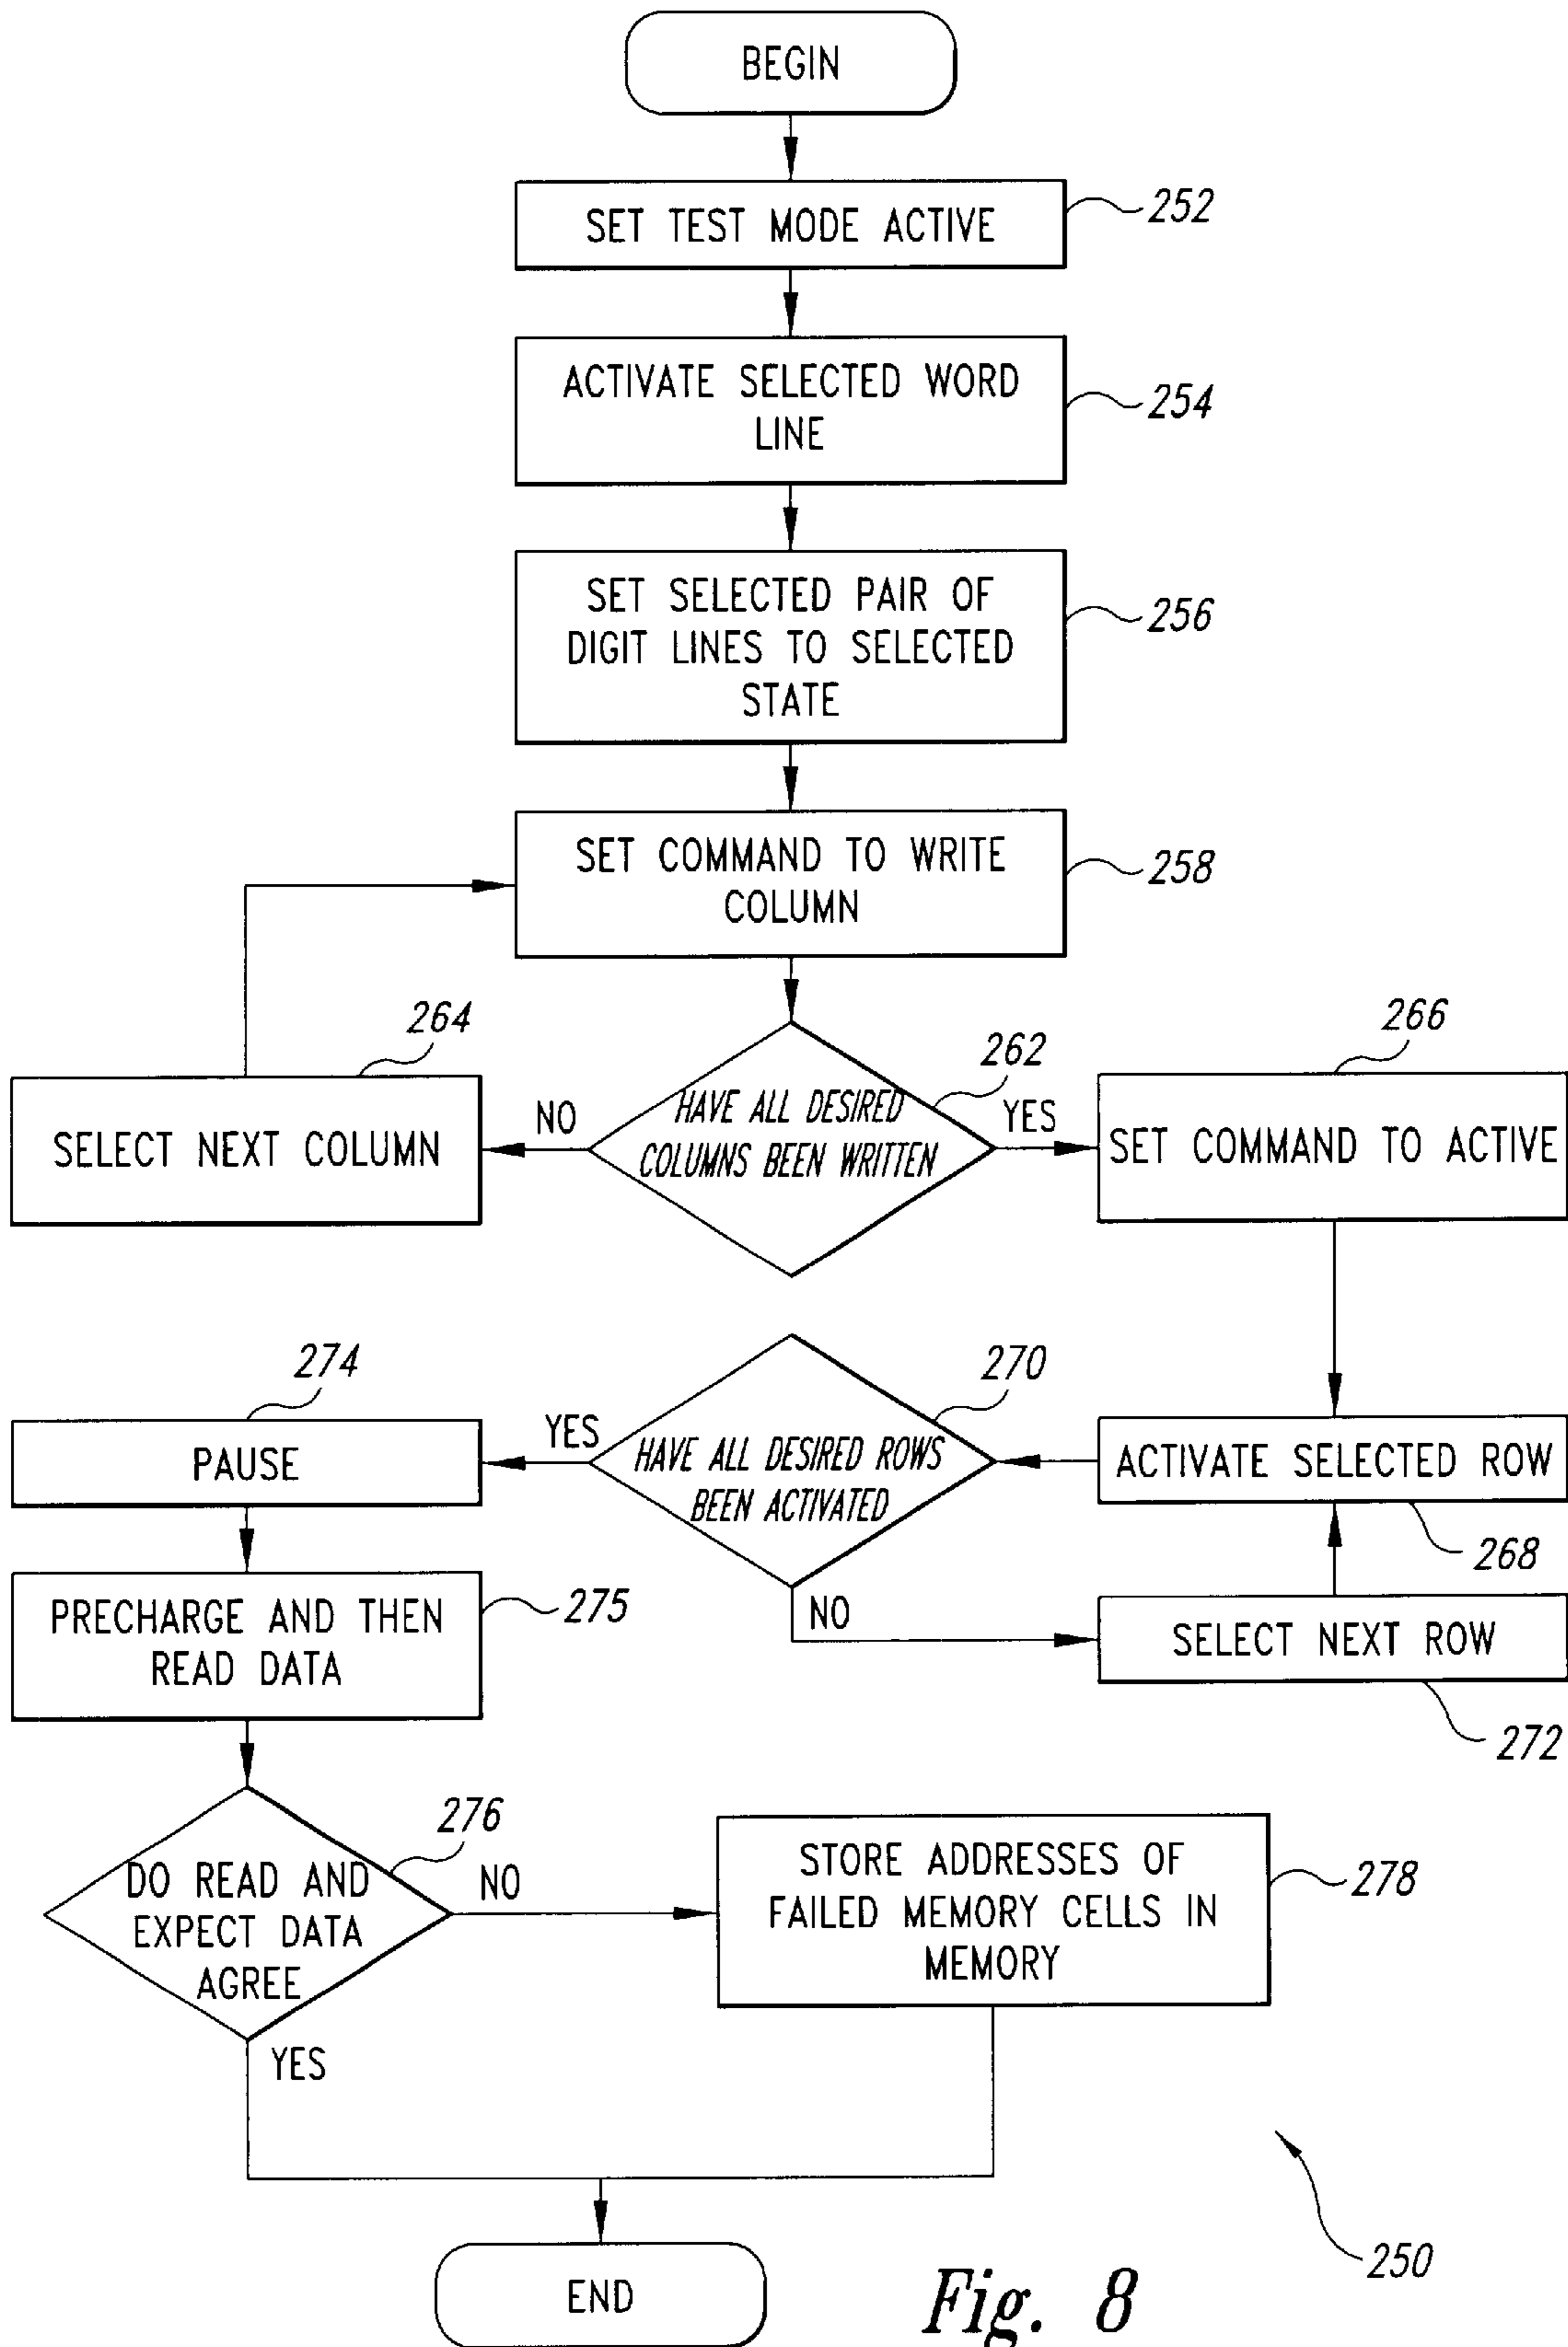 BEGIN
SET TEST MODE ACTIVE
252
ACTIVATE SELECTED WORD
LINE
254
SET SELECTED PAIR OF
DIGIT LINES TO SELECTED
STATE
256
SET COMMAND TO WRITE
COLUMN
258
264
SELECT NEXT COLUMN
NO
HAVE ALL DESIRED
COLUMNS BEEN WRITTEN
262
YES
266
SET COMMAND TO ACTIVE
274
PAUSE
YES
HAVE ALL DESIRED ROWS
BEEN ACTIVATED
270
ACTIVATE SELECTED ROW
268
NO
SELECT NEXT ROW
272
PRECHARGE AND THEN
READ DATA
275
DO READ AND
EXPECT DATA
AGREE
276
NO
YES
STORE ADDRESSES OF
FAILED MEMORY CELLS IN
MEMORY
278
250
END
Fig. 8